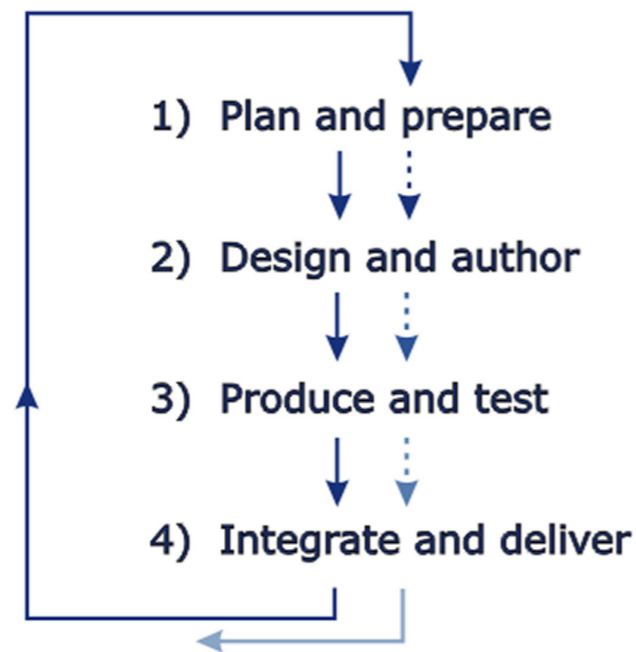 1) Plan and prepare
2) Design and author
3) Produce and test
4) Integrate and deliver